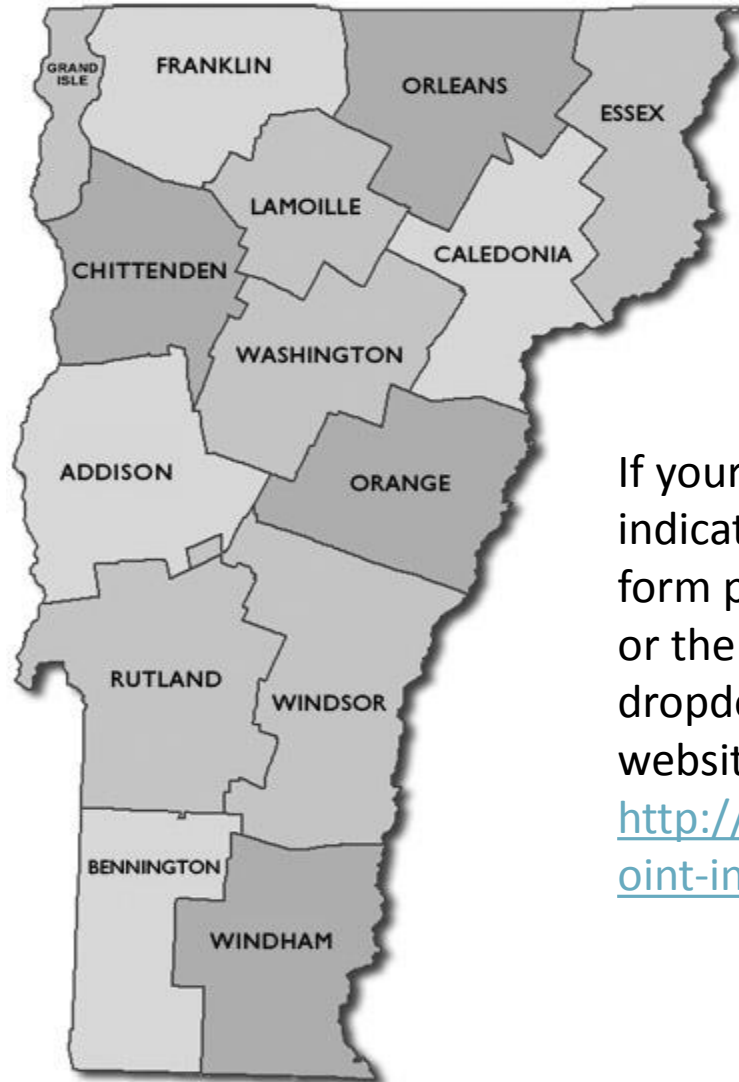 GRAND
ISLE
FRANKLIN
ORLEANS
ESSEX
LAMOILLE
CALEDONIA
CHITTENDEN
WASHINGTON
ADDISON
ORANGE
RUTLAND
WINDSOR
BENNINGTON
WINDHAM
If your
indicat
form p
or the
dropd
websit
http://
oint-in